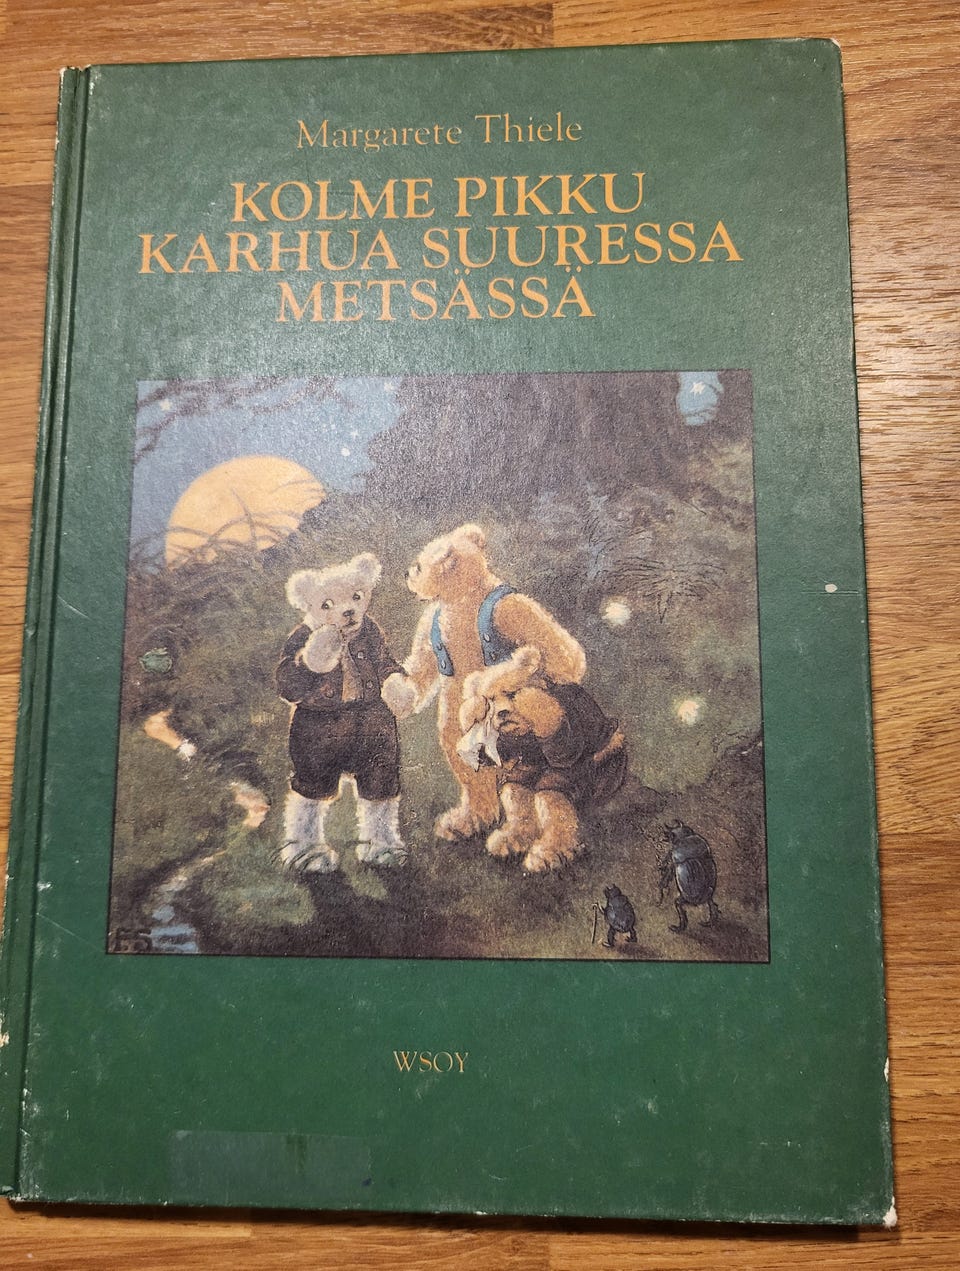 Margarete Thiele
KOLME PIKKU
KARHUA SUURESSA
METSÄSSÄ
WSOY